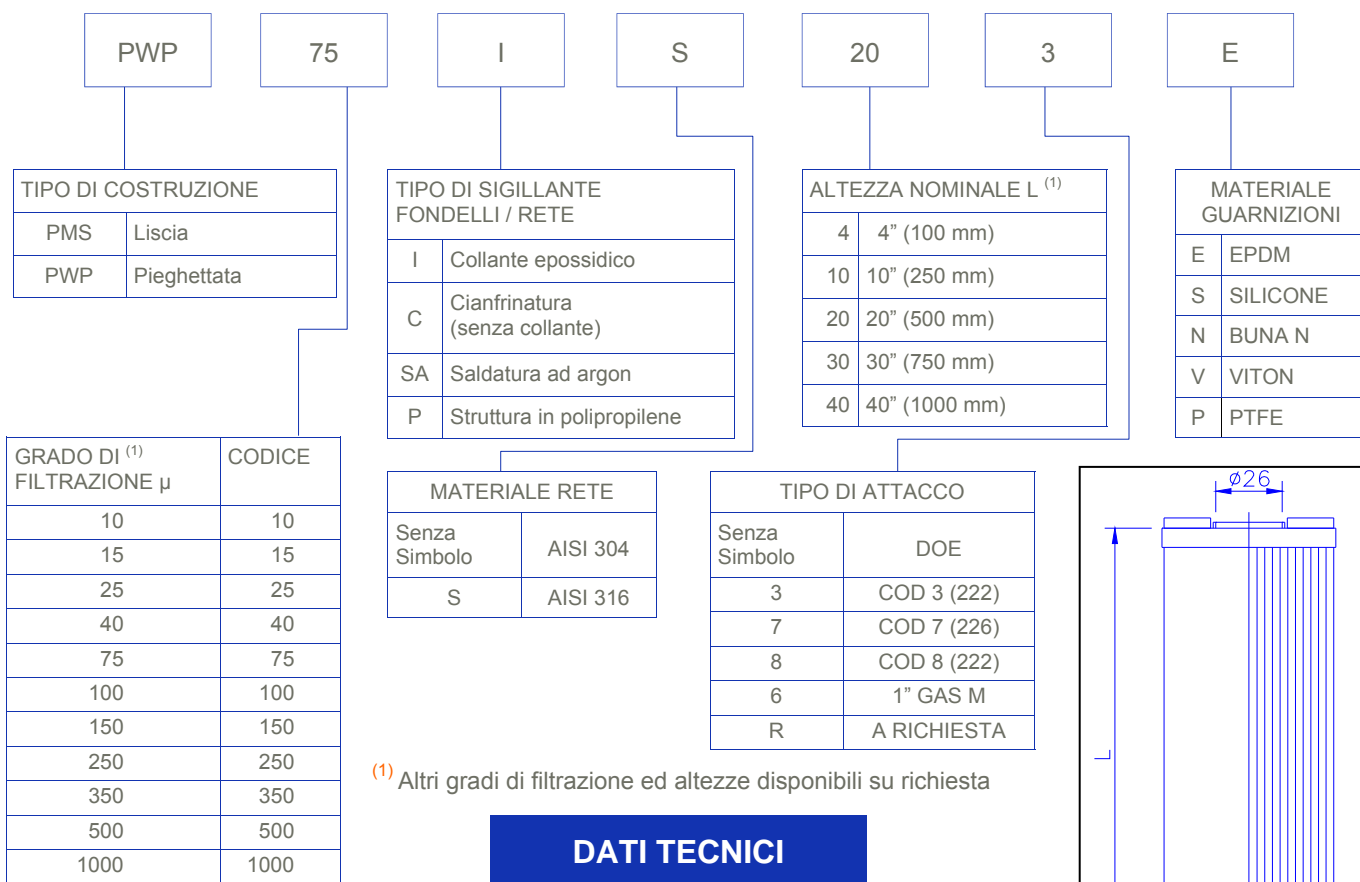 PWP 75 I S 20 3 E
TIPO DI COSTRUZIONE
PMS Liscia
PWP Pieghettata
TIPO DI SIGILLANTE
FONDELLI / RETE
I Collante epossidico
C Cianfrinatura
(senza collante)
SA Saldatura ad argon
P Struttura in polipropilene
ALTEZZA NOMINALE L (1)
4 4” (100 mm)
10 10” (250 mm)
20 20” (500 mm)
30 30” (750 mm)
40 40” (1000 mm)
MATERIALE
GUARNIZIONI
E EPDM
S SILICONE
N BUNA N
V VITON
P PTFE
GRADO DI (1) CODICE
FILTRAZIONE µ
10 10
15 15
25 25
40 40
75 75
100 100
150 150
250 250
350 350
500 500
1000 1000
MATERIALE RETE
Senza
Simbolo AISI 304
S AISI 316
TIPO DI ATTACCO
Senza
Simbolo DOE
3 COD 3 (222)
7 COD 7 (226)
8 COD 8 (222)
6 1” GAS M
R A RICHIESTA
ø26
L
(1) Altri gradi di filtrazione ed altezze disponibili su richiesta
DATI TECNICI